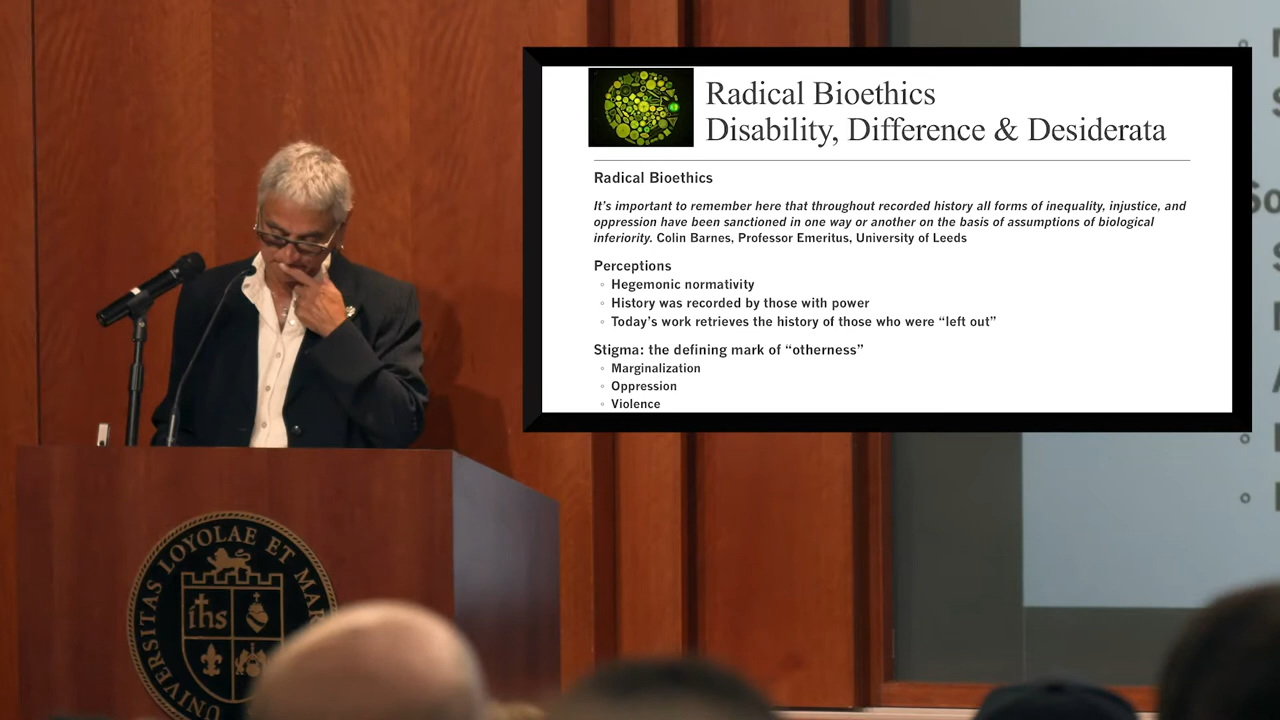 Radical Bioethics
Disability, Difference & Desiderata
Radical Bioethics
It's important to remember here that throughout recorded history all forms of inequality, injustice, and
oppression have been sanctioned in one way or another on the basis of assumptions of biological
inferiority. Colin Barnes, Professor Emeritus, University of Leeds
Perceptions
◦ Hegemonic normativity
◦ History was recorded by those with power
◦ Today's work retrieves the history of those who were “left out”
Stigma: the defining mark of “otherness”
◦ Marginalization
◦ Oppression
◦ Violence
UNIVERSITAS LOYOLAE ET
ihs